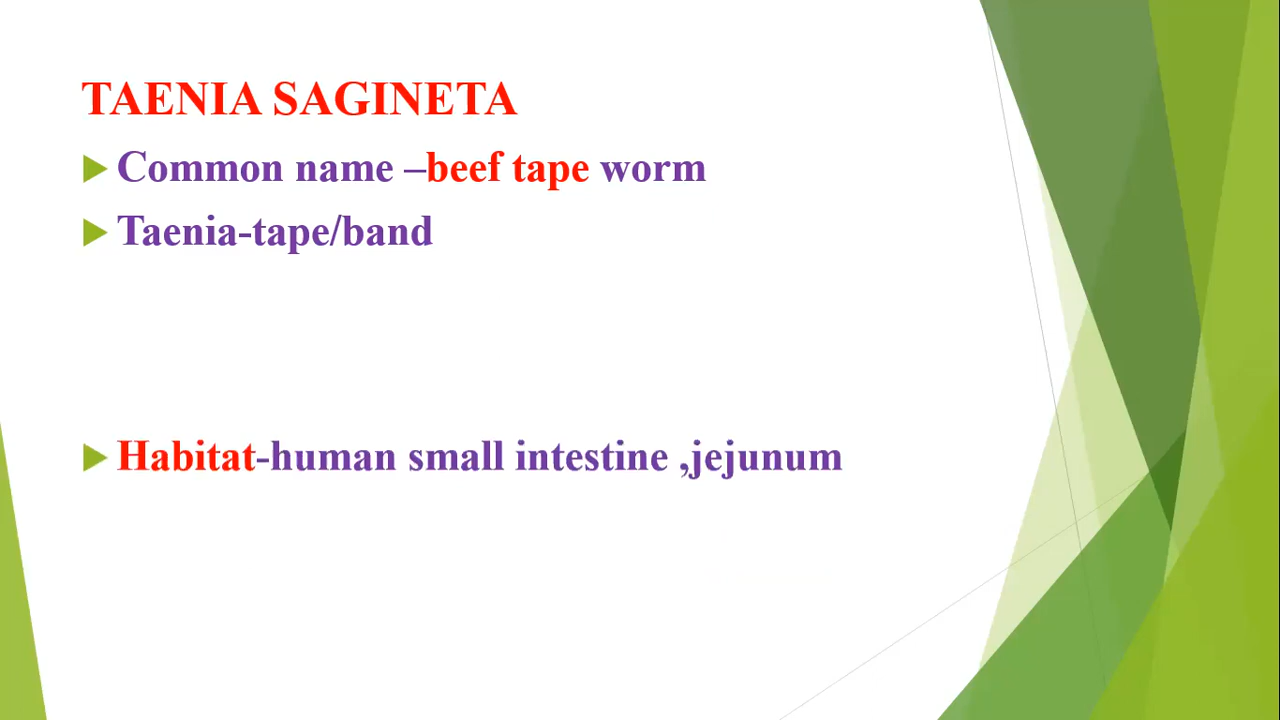 TAENIA SAGINETA
Common name –beef tape worm
Taenia-tape/band
Habitat-human small intestine ,jejunum